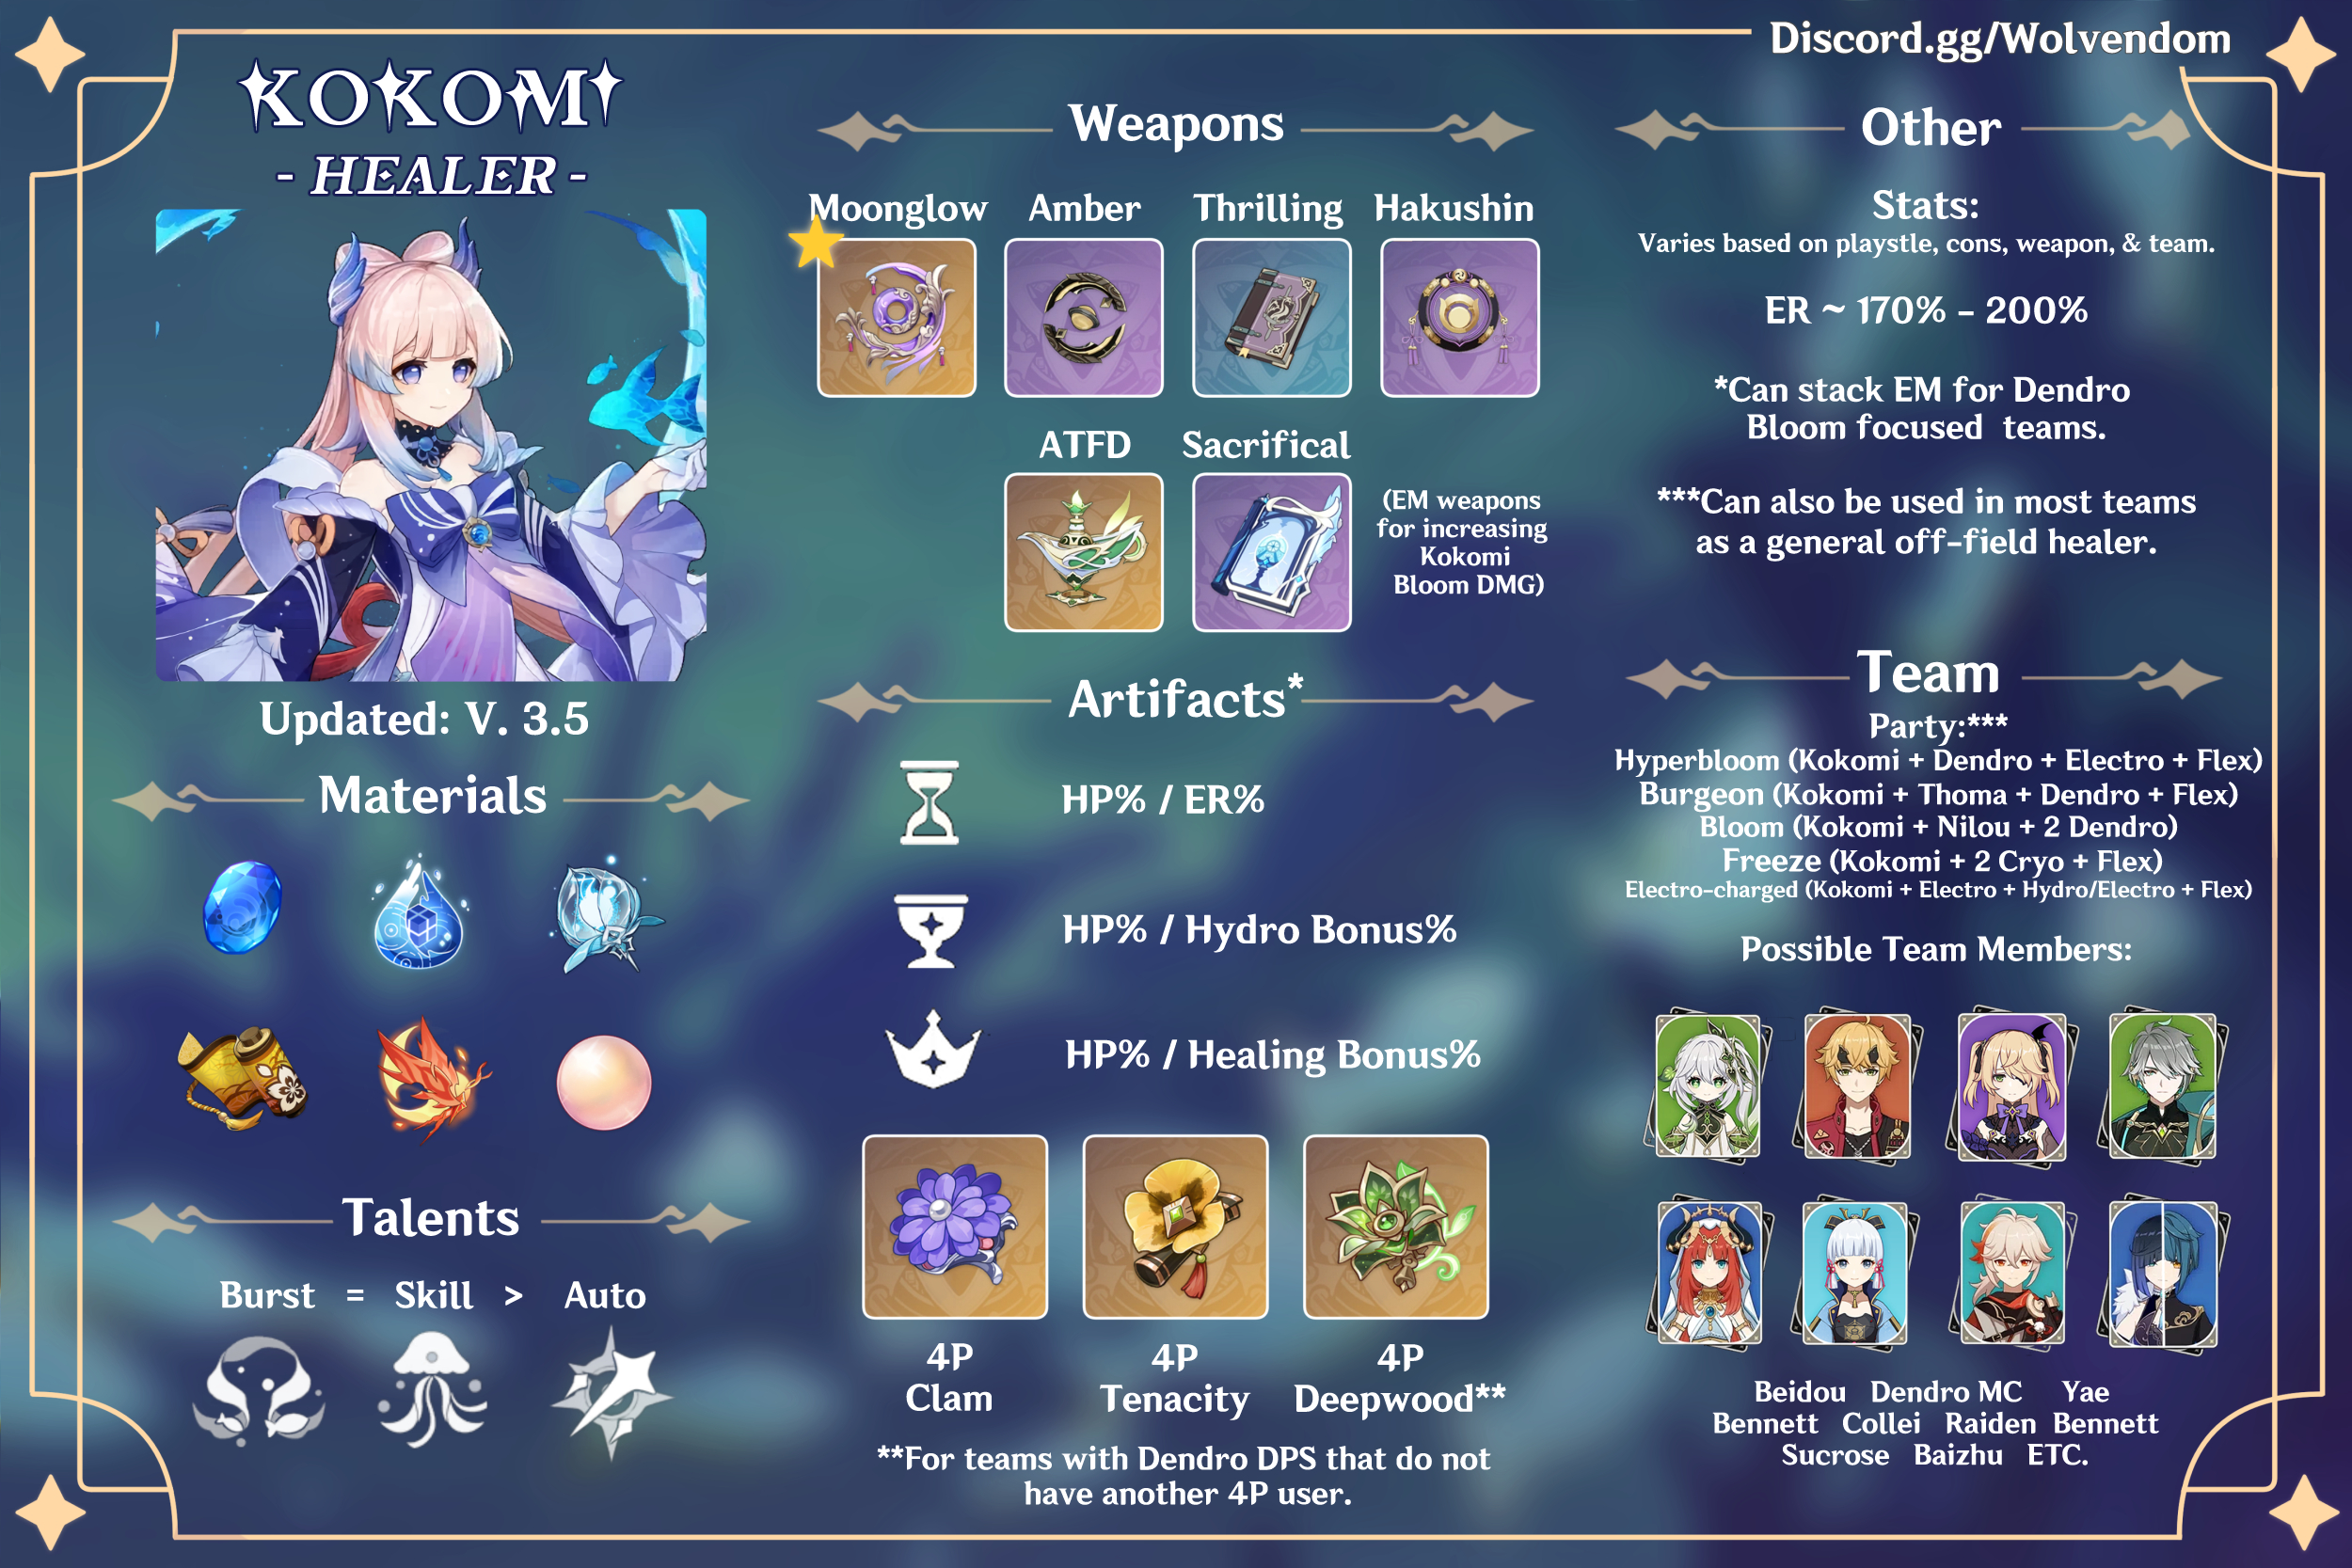 Discord.gg/Wolvendom
KOKOMI
- HEALER -
Updated: V. 3.5
Materials
Talents
Burst = Skill > Auto
Weapons
Moonglow Amber Thrilling Hakushin
ATFD Sacrifical
(EM weapons
for increasing
Kokomi
Bloom DMG)
Artifacts*
HP% / ER%
HP% / Hydro Bonus%
HP% / Healing Bonus%
4P 4P 4P
Clam Tenacity Deepwood**
**For teams with Dendro DPS that do not
have another 4P user.
Other
Stats:
Varies based on playstle, cons, weapon, & team.
ER ~ 170% - 200%
*Can stack EM for Dendro
Bloom focused teams.
***Can also be used in most teams
as a general off-field healer.
Team
Party:***
Hyperbloom (Kokomi + Dendro + Electro + Flex)
Burgeon (Kokomi + Thoma + Dendro + Flex)
Bloom (Kokomi + Nilou + 2 Dendro)
Freeze (Kokomi + 2 Cryo + Flex)
Electro-charged (Kokomi + Electro + Hydro/Electro + Flex)
Possible Team Members:
Beidou Dendro MC Yae
Bennett Collei Raiden Bennett
Sucrose Baizhu ETC.